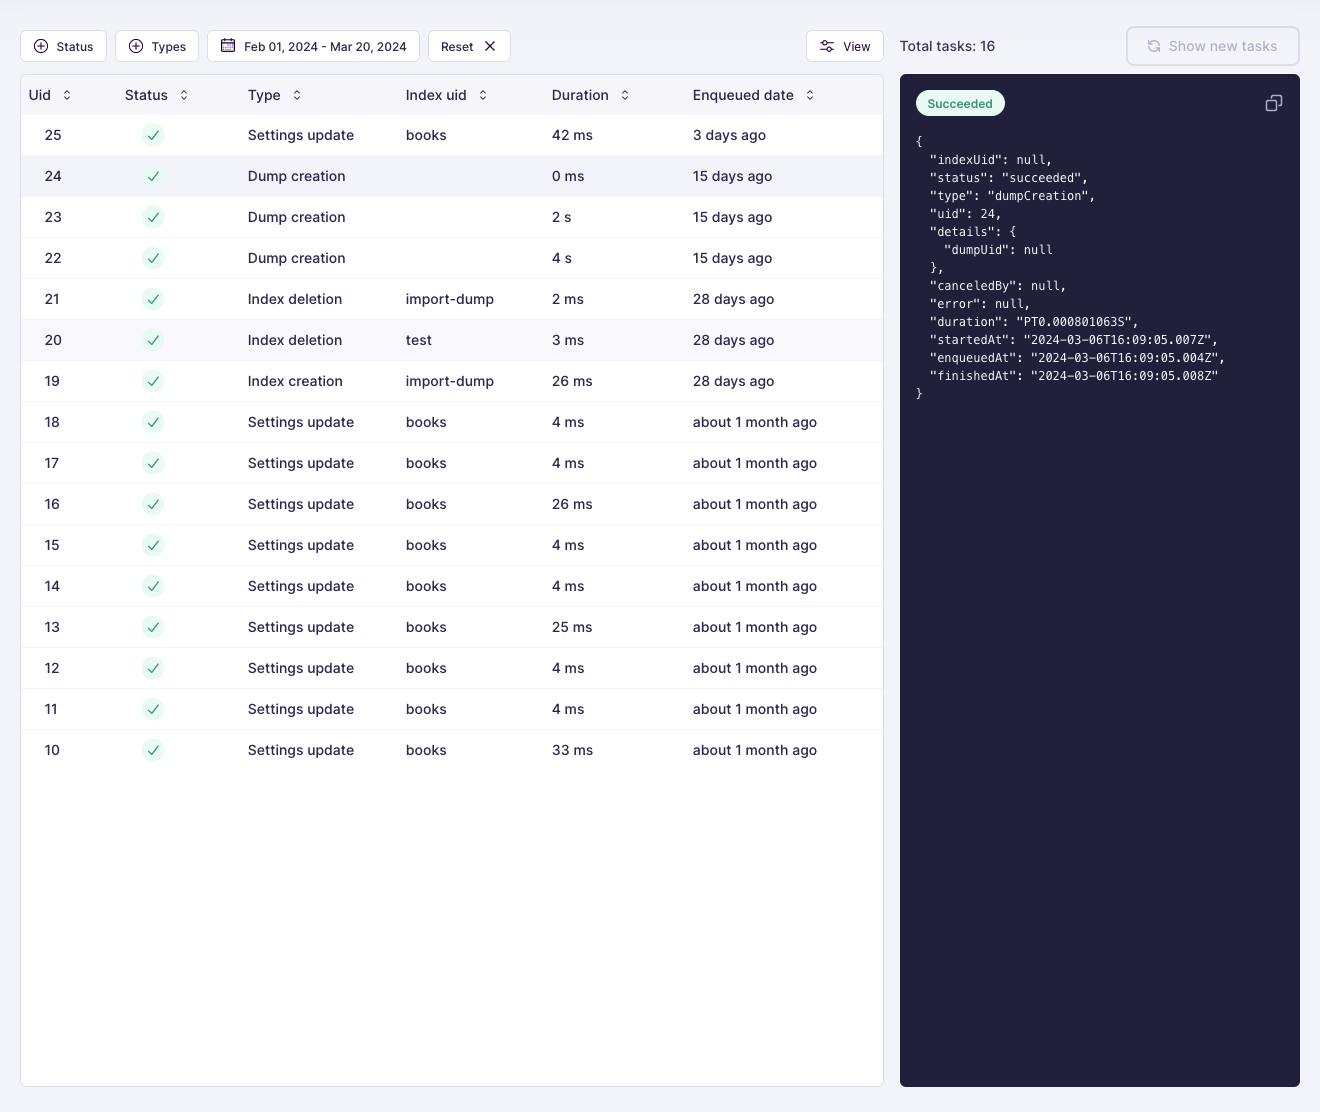 Status Types Feb 01, 2024 - Mar 20, 2024 Reset View Total tasks: 16 Show new tasks
Uid Status Type Index uid Duration Enqueued date
25 Settings update books 42 ms 3 days ago
24 Dump creation 0 ms 15 days ago
23 Dump creation 2 s 15 days ago
22 Dump creation 4 s 15 days ago
21 Index deletion import-dump 2 ms 28 days ago
20 Index deletion test 3 ms 28 days ago
19 Index creation import-dump 26 ms 28 days ago
18 Settings update books 4 ms about 1 month ago
17 Settings update books 4 ms about 1 month ago
16 Settings update books 26 ms about 1 month ago
15 Settings update books 4 ms about 1 month ago
14 Settings update books 4 ms about 1 month ago
13 Settings update books 25 ms about 1 month ago
12 Settings update books 4 ms about 1 month ago
11 Settings update books 4 ms about 1 month ago
10 Settings update books 33 ms about 1 month ago
Succeeded
{
"indexUid": null,
"status": "succeeded",
"type": "dumpCreation",
"uid": 24,
"details": {
"dumpUid": null
},
"canceledBy": null,
"error": null,
"duration": "PT0.000801063S",
"startedAt": "2024-03-06T16:09:05.007Z",
"enqueuedAt": "2024-03-06T16:09:05.004Z",
"finishedAt": "2024-03-06T16:09:05.008Z"
}